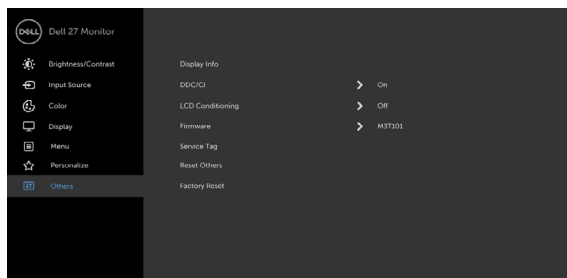 DELL Dell 27 Monitor
Brightness/Contrast
Input Source
Color
Display
Menu
Personalize
Others
Display Info
DDC/CI > On
LCD Conditioning > Off
Firmware > M3T101
Service Tag
Reset Others
Factory Reset